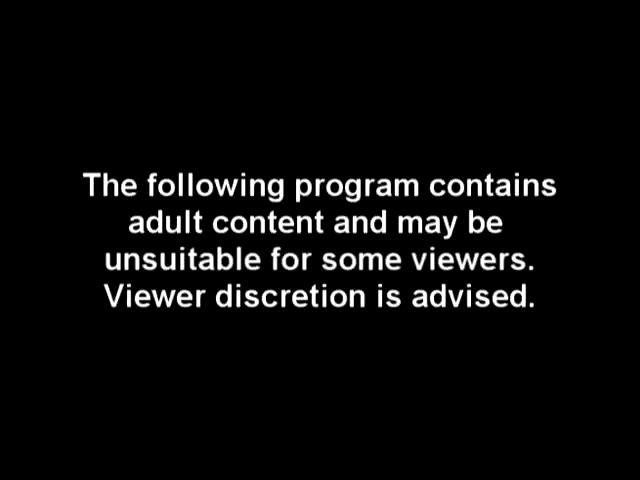 The following program contains
adult content and may be
unsuitable for some viewers.
Viewer discretion is advised.